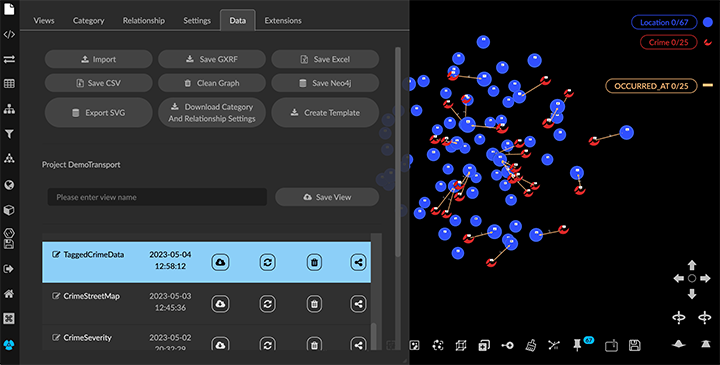 Views Category Relationship Settings Data Extensions
Import Save GXRF Save Excel
Save CSV Clean Graph Save Neo4j
Export SVG Download Category And Relationship Settings Create Template
Project DemoTransport
Please enter view name Save View
TaggedCrimeData 2023-05-04 12:58:12
CrimeStreetMap 2023-05-03 12:45:36
CrimeSeverity 2023-05-02
Location 0/67
Crime 0/25
OCCURRED_AT 0/25
67